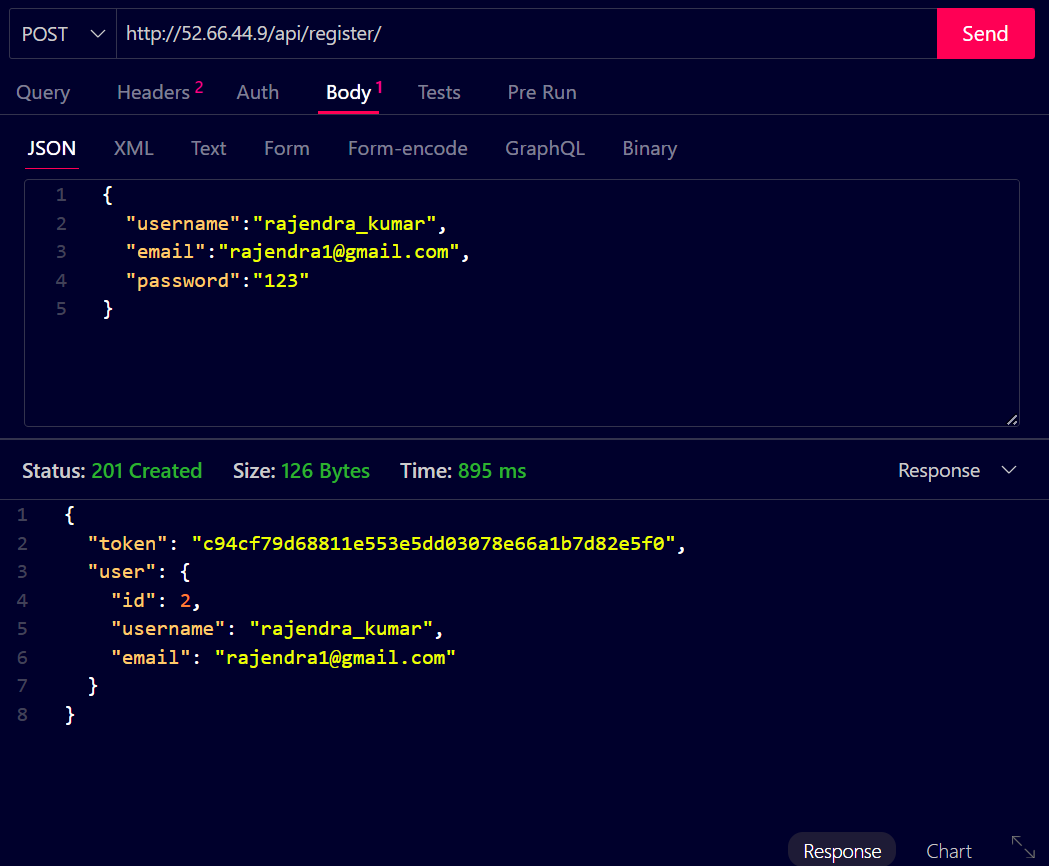 POST http://52.66.44.9/api/register/ Send
Query Headers 2 Auth Body 1 Tests Pre Run
JSON XML Text Form Form-encode GraphQL Binary
1 {
2 "username":"rajendra_kumar",
3 "email":"rajendra1@gmail.com",
4 "password":"123"
5 }
Status: 201 Created Size: 126 Bytes Time: 895 ms Response
1 {
2 "token": "c94cf79d68811e553e5dd03078e66a1b7d82e5f0",
3 "user": {
4 "id": 2,
5 "username": "rajendra_kumar",
6 "email": "rajendra1@gmail.com"
7 }
8 }
Response Chart